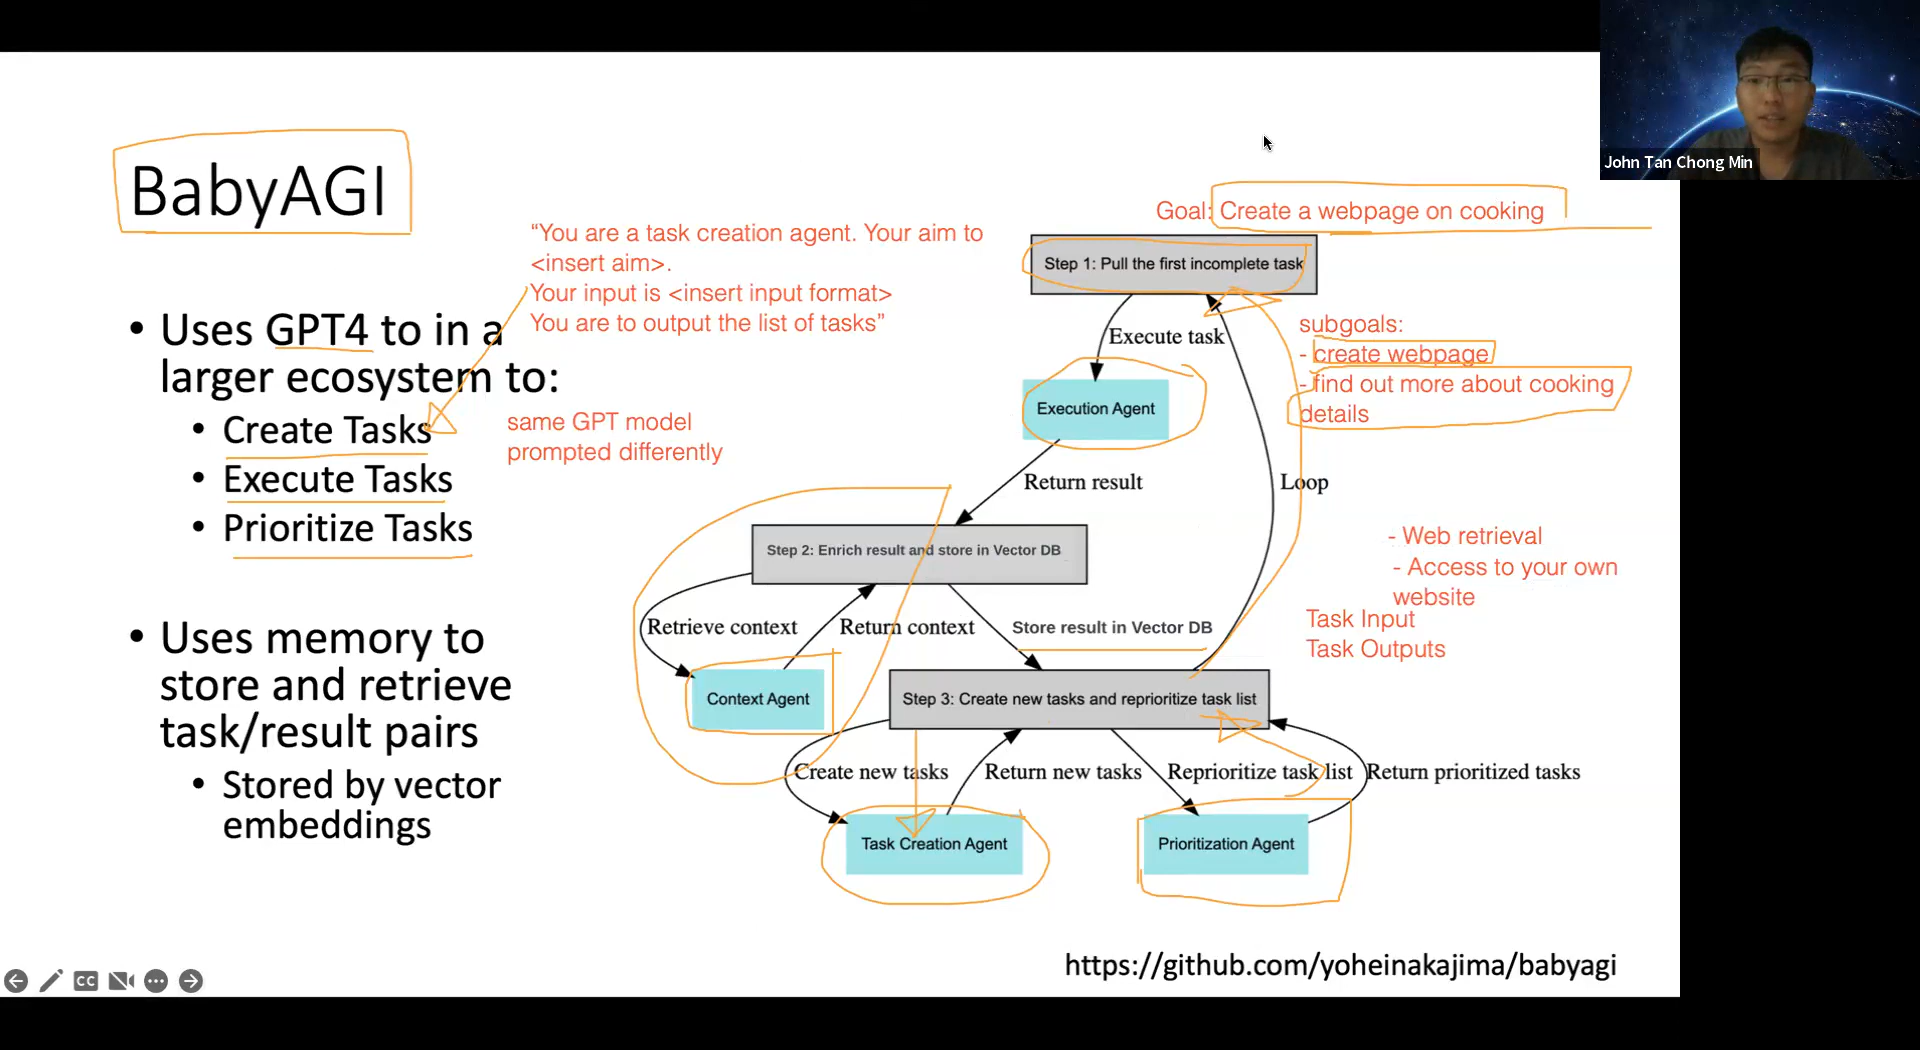 John Tan Chong Min
BabyAGI
• Uses GPT4 to in a
larger ecosystem to:
• Create Tasks
• Execute Tasks
• Prioritize Tasks
• Uses memory to
store and retrieve
task/result pairs
• Stored by vector
embeddings
“You are a task creation agent. Your aim to
<insert aim>.
Your input is <insert input format>
You are to output the list of tasks”
same GPT model
prompted differently
Goal: Create a webpage on cooking
Step 1: Pull the first incomplete task
Execute task
Execution Agent
Return result
Loop
subgoals:
- create webpage
- find out more about cooking
details
- Web retrieval
- Access to your own
website
Task Input
Task Outputs
Step 2: Enrich result and store in Vector DB
Retrieve context
Return context
Store result in Vector DB
Context Agent
Step 3: Create new tasks and reprioritize task list
Create new tasks
Return new tasks
Reprioritize task list
Return prioritized tasks
Task Creation Agent
Prioritization Agent
https://github.com/yoheinakajima/babyagi
CC